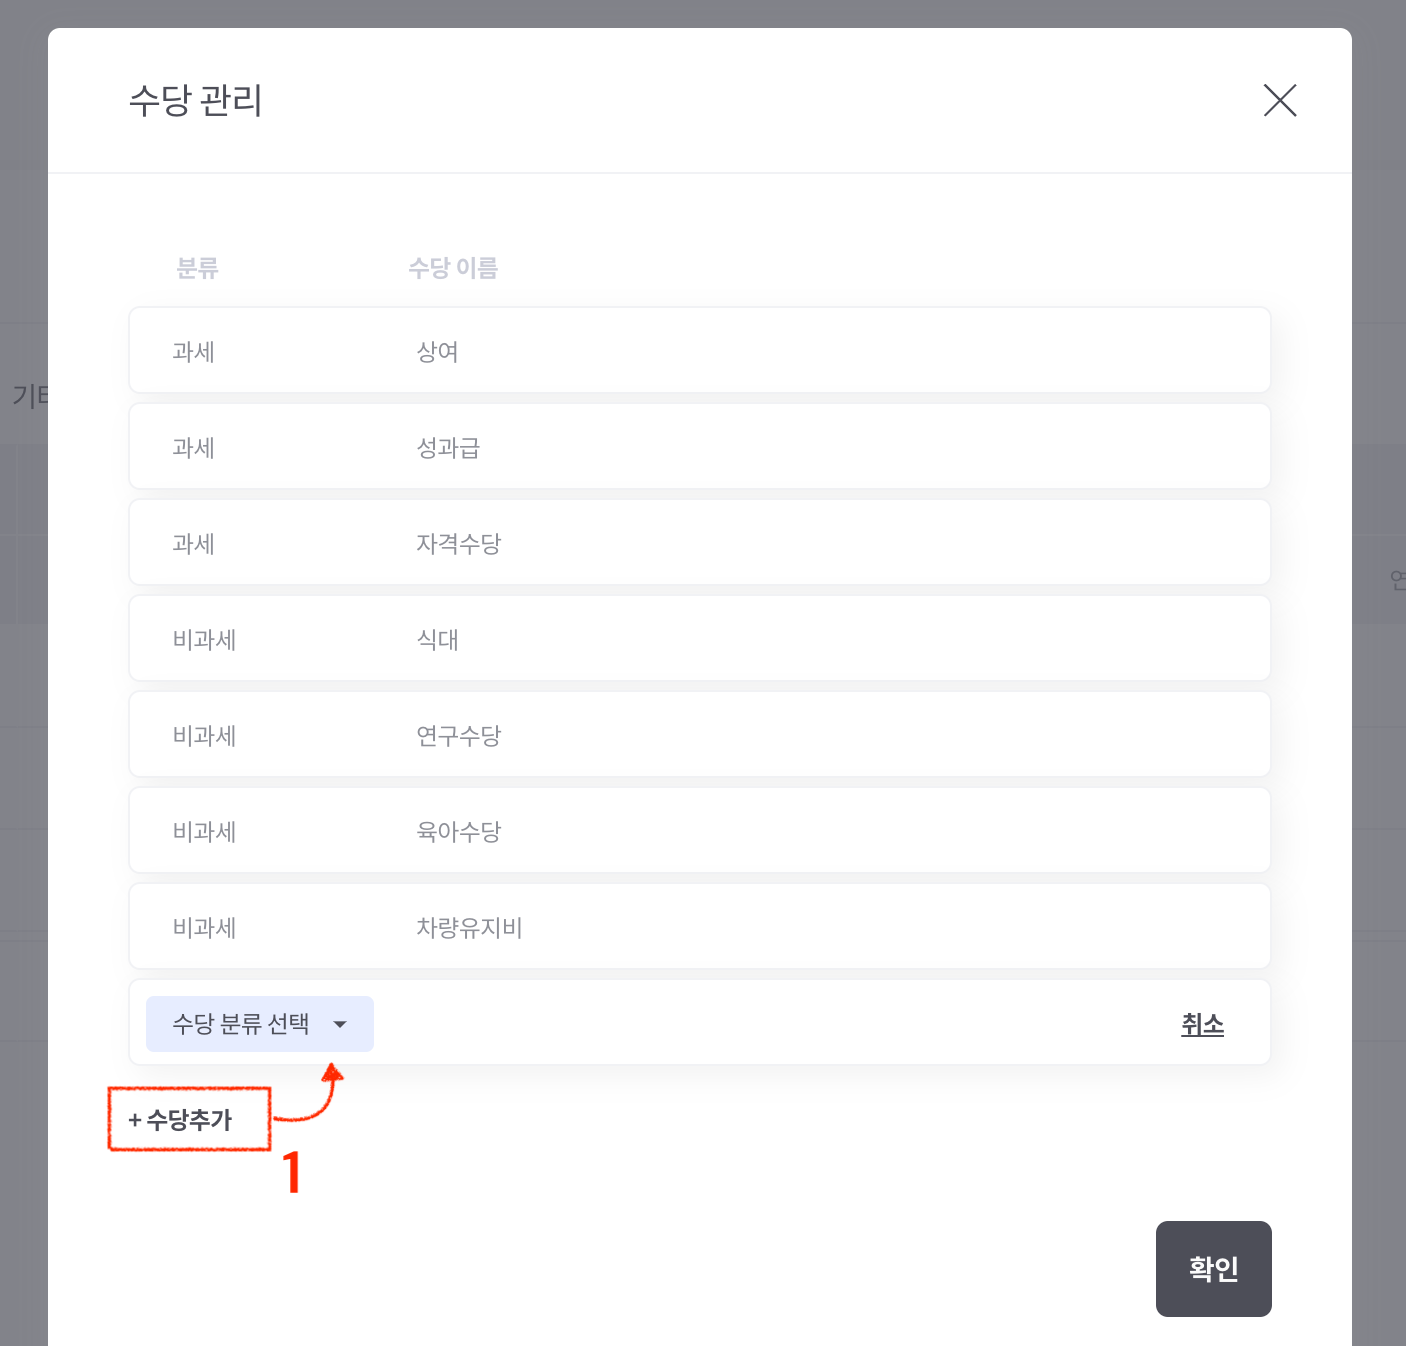 수당 관리
분류 수당 이름
과세 상여
과세 성과급
과세 자격수당
비과세 식대
비과세 연구수당
비과세 육아수당
비과세 차량유지비
수당 분류 선택 취소
+ 수당추가
1
확인